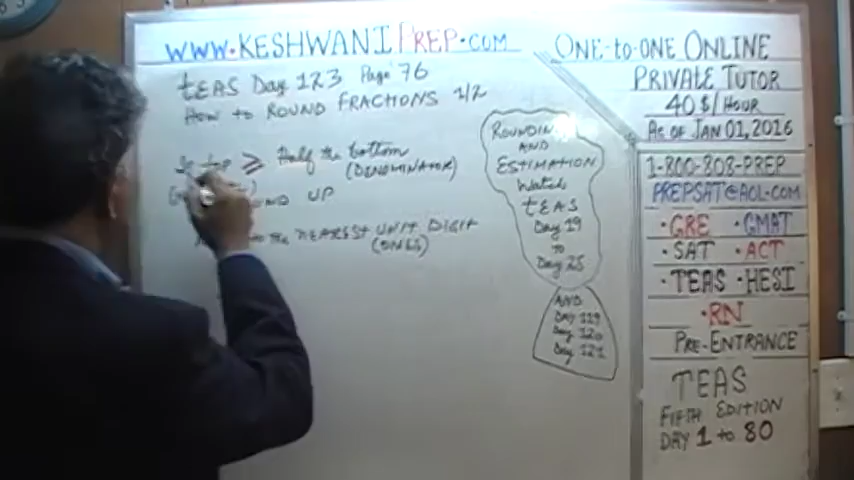 www.KESHWANIPREP.com
TEAS Day 123 Page 76
HOW to ROUND FRACTIONS 1/2
top ≥ Half the bottom
(DENOMINATOR)
UP
the NEAREST UNIT DIGIT
(ONES)
ROUNDING
AND
ESTIMATION
Watch
TEAS
Day 19
to
Day 25
AND
DAY 119
Day 120
Day 121
ONE-TO-ONE ONLINE
PRIVATE TUTOR
40 $/HOUR
AS OF JAN 01, 2016
1-800-808-PREP
PREPSAT@AOL.COM
•GRE •GMAT
•SAT •ACT
•TEAS •HESI
•RN
PRE-ENTRANCE
TEAS
FIFTH EDITION
DAY 1 to 80